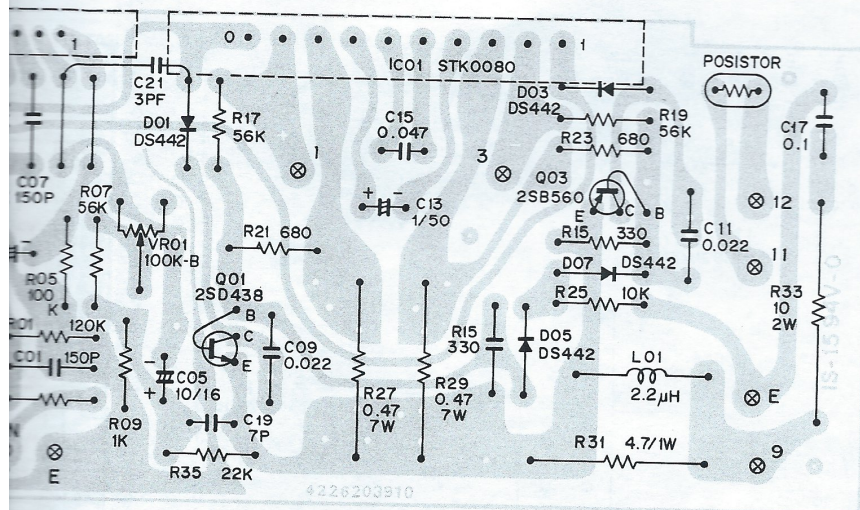 1
0
1
IC01 STK0080
C21
3PF
D01
DS442
R17
56K
C15
0.047
D03
DS442
R19
56K
R23 680
POSISTOR
C17
0.1
C07
150P
R07
56K
1
3
Q03
2SB560
E C B
C13
1/50
+ -
12
VR01
100K-B
R21 680
R15 330
C11
0.022
11
D07 DS442
R05
100
K
Q01
2SD438
B
C
E
R25 10K
R33
10
2W
R01 120K
C01 150P
C09
0.022
R15
330
D05
DS442
L01
2.2μH
-
+
C05
10/16
R27
0.47
7W
R29
0.47
7W
E
R09
1K
C19
7P
R31 4.7/1W
9
E
R35 22K
4226203910
IS-1594V-0